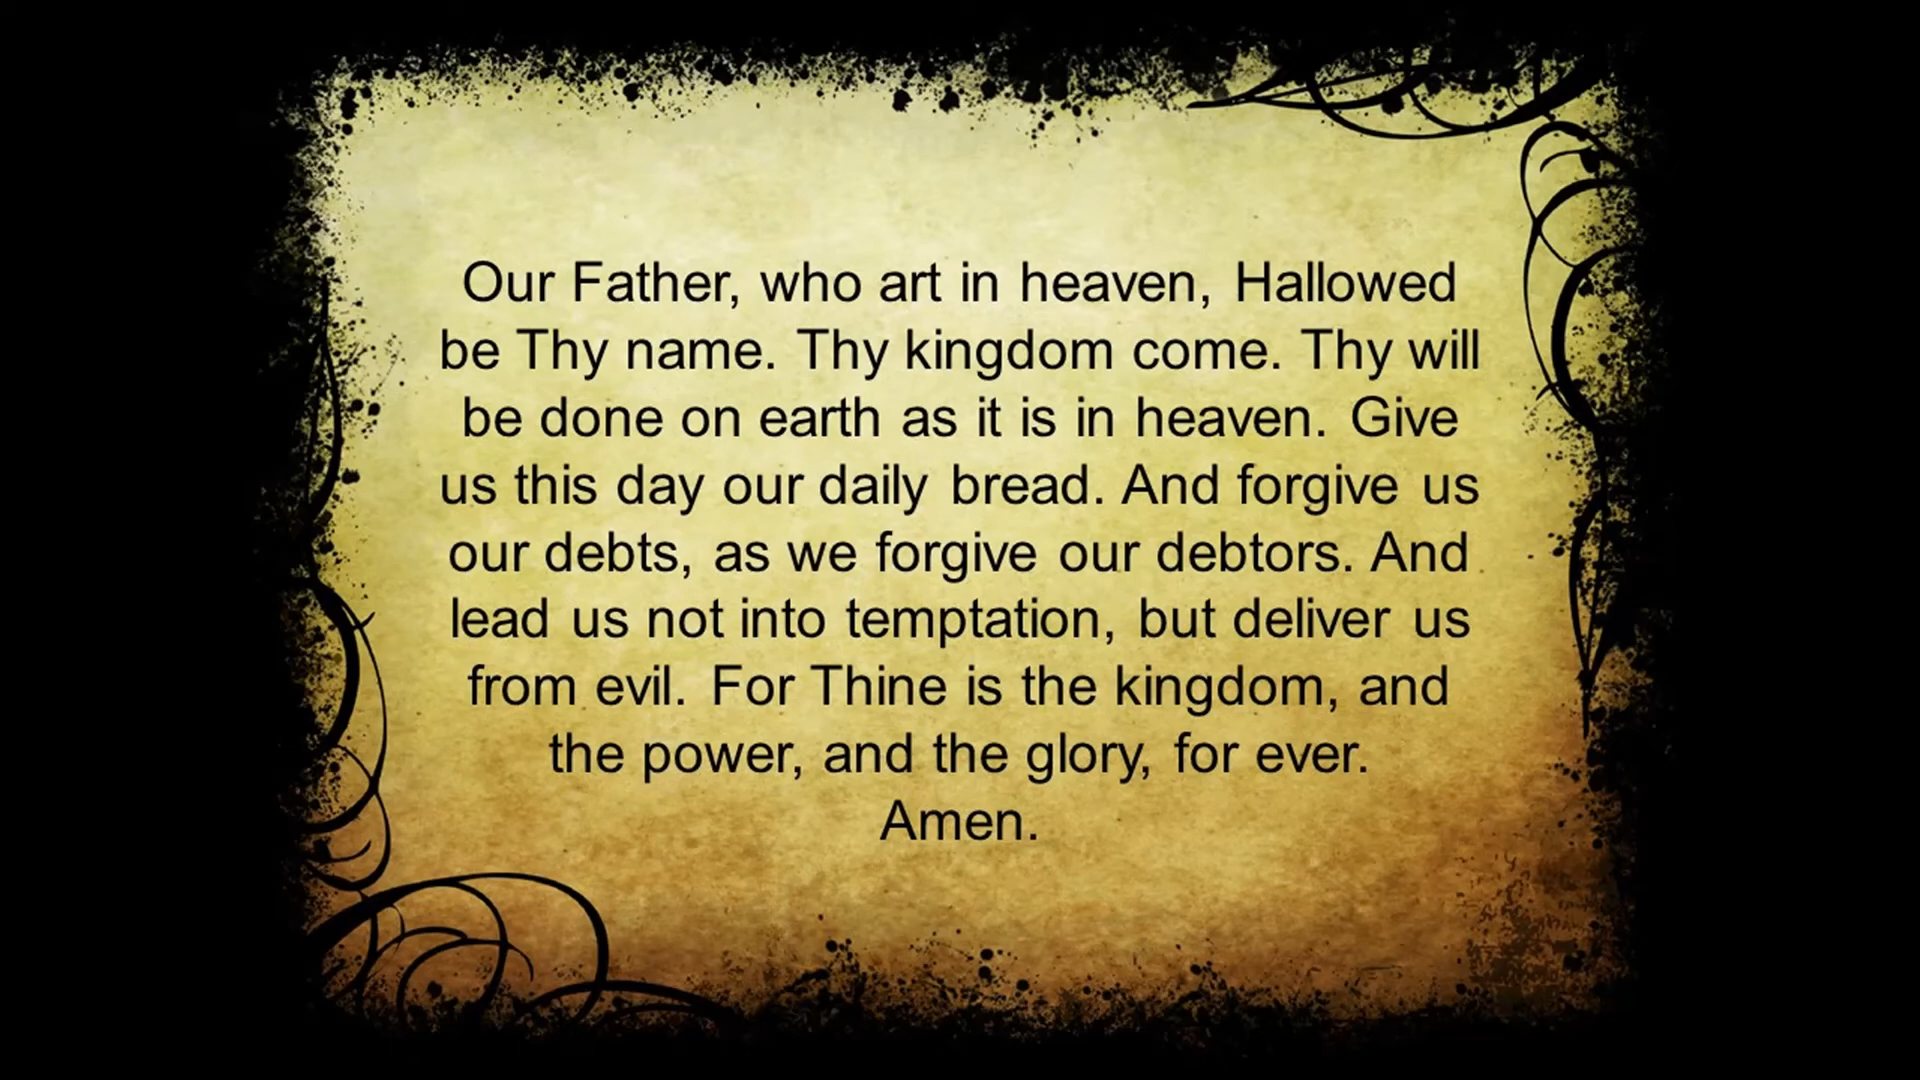 Our Father, who art in heaven, Hallowed
be Thy name. Thy kingdom come. Thy will
be done on earth as it is in heaven. Give
us this day our daily bread. And forgive us
our debts, as we forgive our debtors. And
lead us not into temptation, but deliver us
from evil. For Thine is the kingdom, and
the power, and the glory, for ever.
Amen.